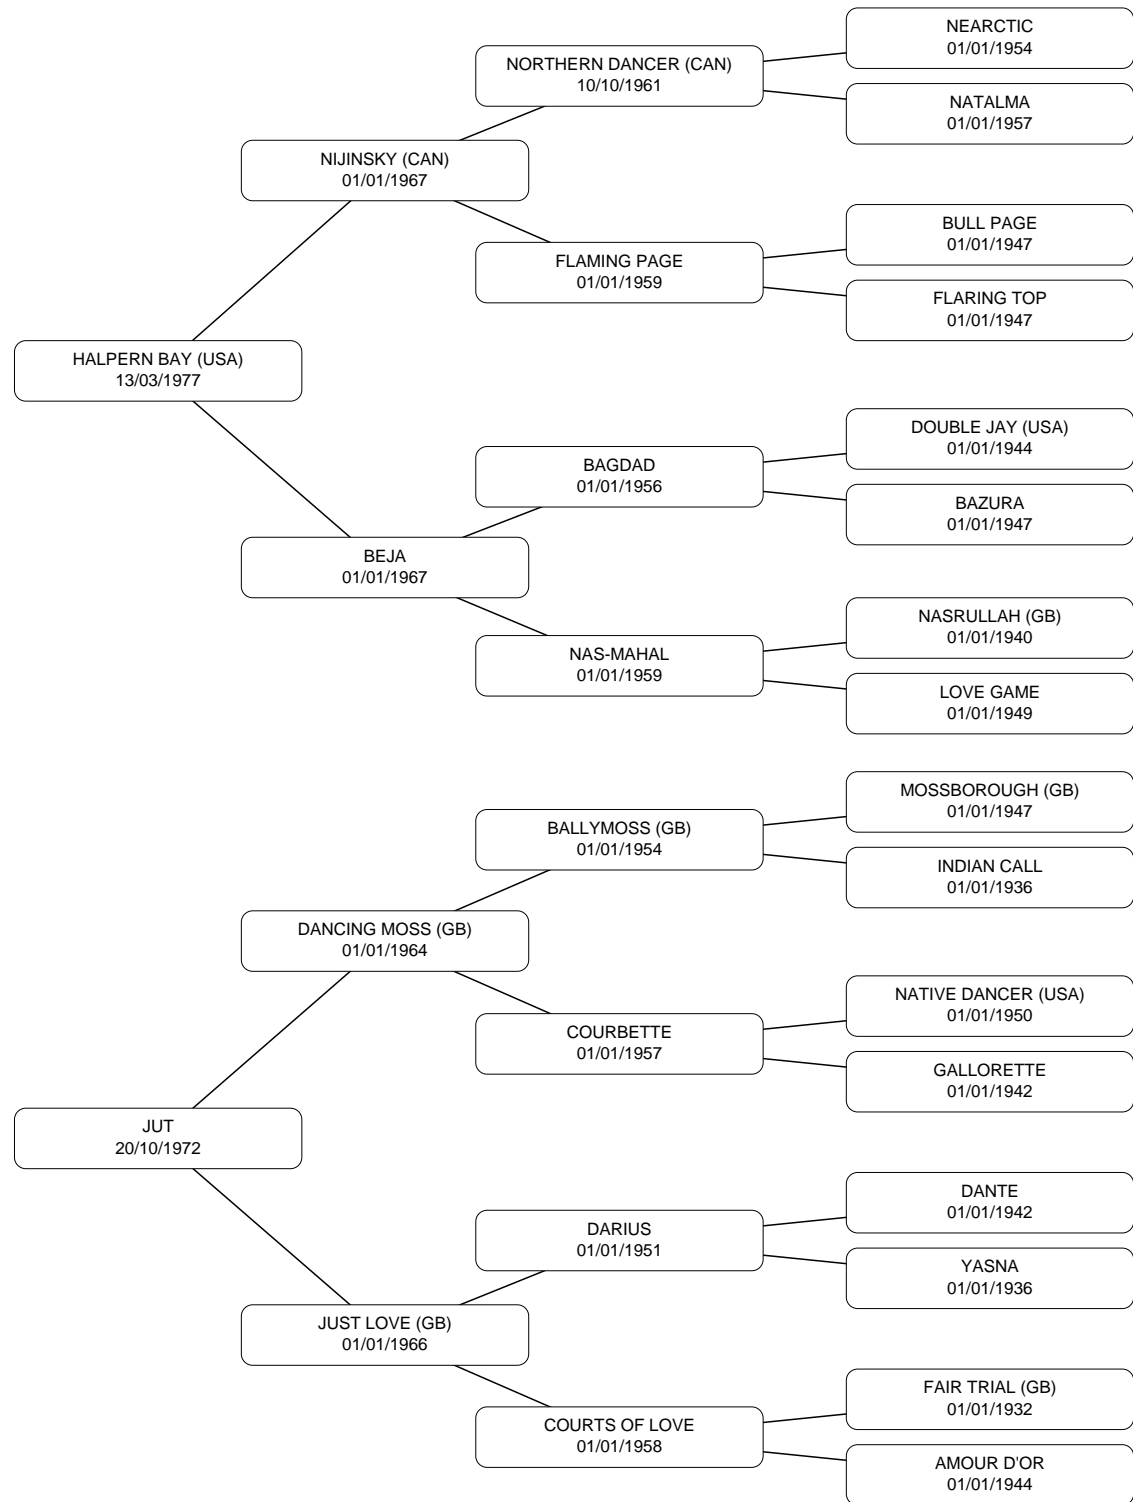 NEARCTIC
01/01/1954
NORTHERN DANCER (CAN)
10/10/1961
NATALMA
01/01/1957
NIJINSKY (CAN)
01/01/1967
BULL PAGE
01/01/1947
FLAMING PAGE
01/01/1959
FLARING TOP
01/01/1947
HALPERN BAY (USA)
13/03/1977
DOUBLE JAY (USA)
01/01/1944
BAGDAD
01/01/1956
BAZURA
01/01/1947
BEJA
01/01/1967
NASRULLAH (GB)
01/01/1940
NAS-MAHAL
01/01/1959
LOVE GAME
01/01/1949
MOSSBOROUGH (GB)
01/01/1947
BALLYMOSS (GB)
01/01/1954
INDIAN CALL
01/01/1936
DANCING MOSS (GB)
01/01/1964
NATIVE DANCER (USA)
01/01/1950
COURBETTE
01/01/1957
GALLORETTE
01/01/1942
JUT
20/10/1972
DANTE
01/01/1942
DARIUS
01/01/1951
YASNA
01/01/1936
JUST LOVE (GB)
01/01/1966
FAIR TRIAL (GB)
01/01/1932
COURTS OF LOVE
01/01/1958
AMOUR D'OR
01/01/1944